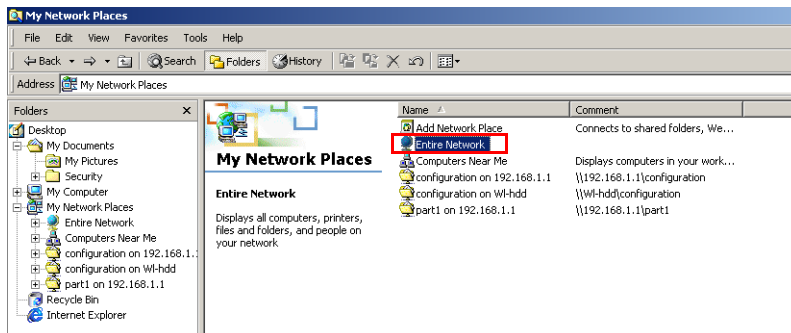 My Network Places
File Edit View Favorites Tools Help
Back Search Folders History
Address My Network Places
Folders
Desktop
My Documents
My Pictures
Security
My Computer
My Network Places
Entire Network
Computers Near Me
configuration on 192.168.1.:
configuration on Wl-hdd
part1 on 192.168.1.1
Recycle Bin
Internet Explorer
My Network Places
Entire Network
Displays all computers, printers,
files and folders, and people on
your network
Name Comment
Add Network Place Connects to shared folders, We...
Entire Network
Computers Near Me Displays computers in your work...
configuration on 192.168.1.1 \\192.168.1.1\configuration
configuration on Wl-hdd \\Wl-hdd\configuration
part1 on 192.168.1.1 \\192.168.1.1\part1